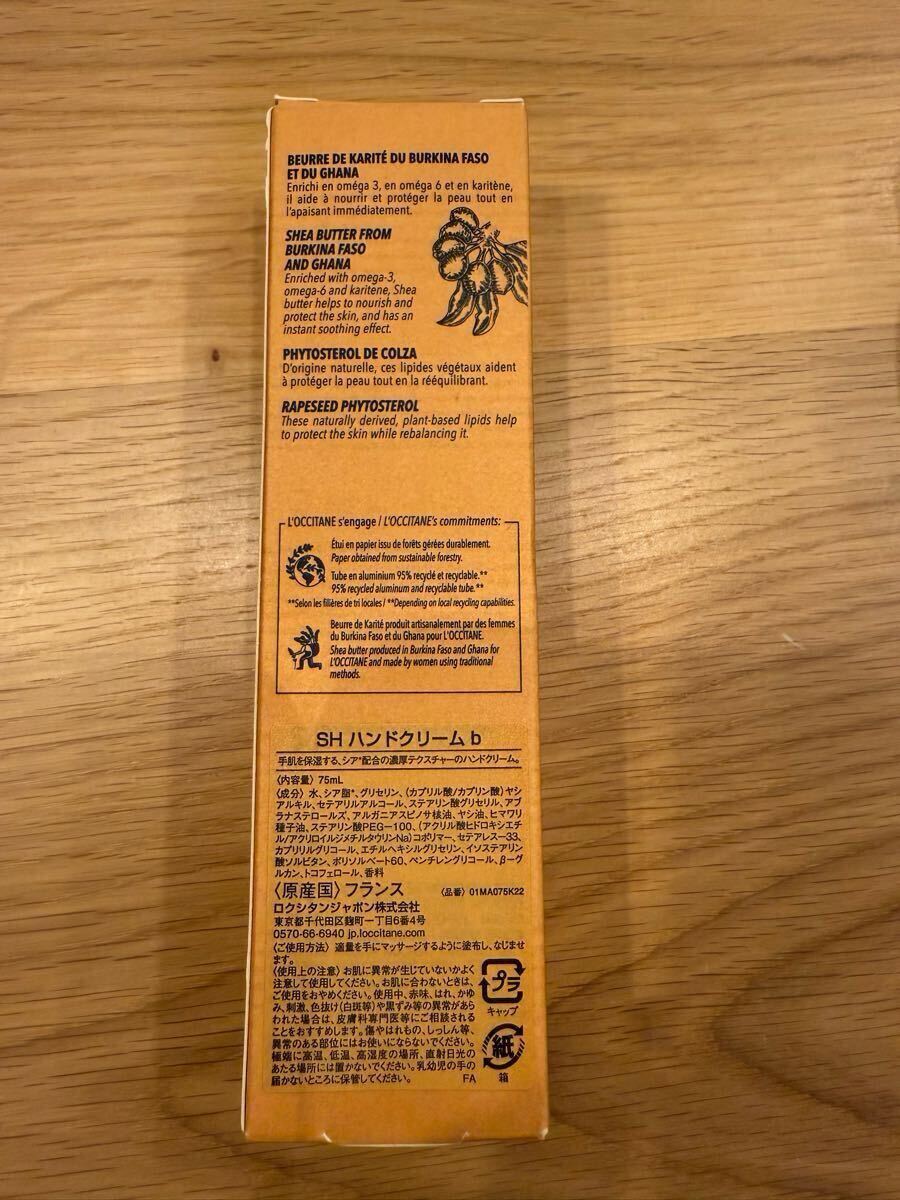 BEURRE DE KARITÉ DU BURKINA FASO
ET DU GHANA
Enrichi en oméga 3, en oméga 6 et en karitène,
il aide à nourrir et protéger la peau tout en
l'apaisant immédiatement.
SHEA BUTTER FROM
BURKINA FASO
AND GHANA
Enriched with omega-3,
omega-6 and karitene, Shea
butter helps to nourish and
protect the skin, and has an
instant soothing effect.
PHYTOSTEROL DE COLZA
D'origine naturelle, ces lipides végétaux aident
à protéger la peau tout en la rééquilibrant.
RAPESEED PHYTOSTEROL
These naturally derived, plant-based lipids help
to protect the skin while rebalancing it.
L'OCCITANE s'engage / L'OCCITANE's commitments:
Étui en papier issu de forêts gérées durablement.
Paper obtained from sustainable forestry.
Tube en aluminium 95% recyclé et recyclable.**
95% recycled aluminum and recyclable tube.**
**Selon les filières de tri locales / **Depending on local recycling capabilities.
Beurre de Karité produit artisanalement par des femmes
du Burkina Faso et du Ghana pour L'OCCITANE.
Shea butter produced in Burkina Faso and Ghana for
L'OCCITANE and made by women using traditional
methods.
SH ハンドクリーム b
手肌を保湿する、シア*配合の濃厚テクスチャーのハンドクリーム。
〈内容量〉75mL
〈成分〉水、シア脂*、グリセリン、(カプリル酸/カプリン酸)ヤシ
アルキル、セテアリルアルコール、ステアリン酸グリセリル、アブ
ラナステロールズ、アルガニアスピノサ核油、ヤシ油、ヒマワリ
種子油、ステアリン酸PEG-100、(アクリル酸ヒドロキシエチ
ル/アクリロイルジメチルタウリンNa)コポリマー、セテアレス-33、
カプリリルグリコール、エチルヘキシルグリセリン、イソステアリン
酸ソルビタン、ポリソルベート60、ペンチレングリコール、β-グ
ルカン、トコフェロール、香料
〈原産国〉フランス 〈品番〉01MA075K22
ロクシタンジャポン株式会社
東京都千代田区麹町一丁目6番4号
0570-66-6940 jp.loccitane.com
〈ご使用方法〉適量を手にマッサージするように塗布し、なじませ
ます。
〈使用上の注意〉お肌に異常が生じていないかよく
注意して使用してください。お肌に合わないときは、
ご使用をおやめください。使用中、赤味、はれ、かゆ
み、刺激、色抜け(白斑等)や黒ずみ等の異常があら
われた場合は、皮膚科専門医等にご相談される
ことをおすすめします。傷やはれもの、しっしん等、
異常のある部位にはお使いにならないでください。
極端に高温、低温、高湿度の場所、直射日光の
あたる場所には置かないでください。乳幼児の手の
届かないところに保管してください。
FA
プラ
キャップ
紙
箱